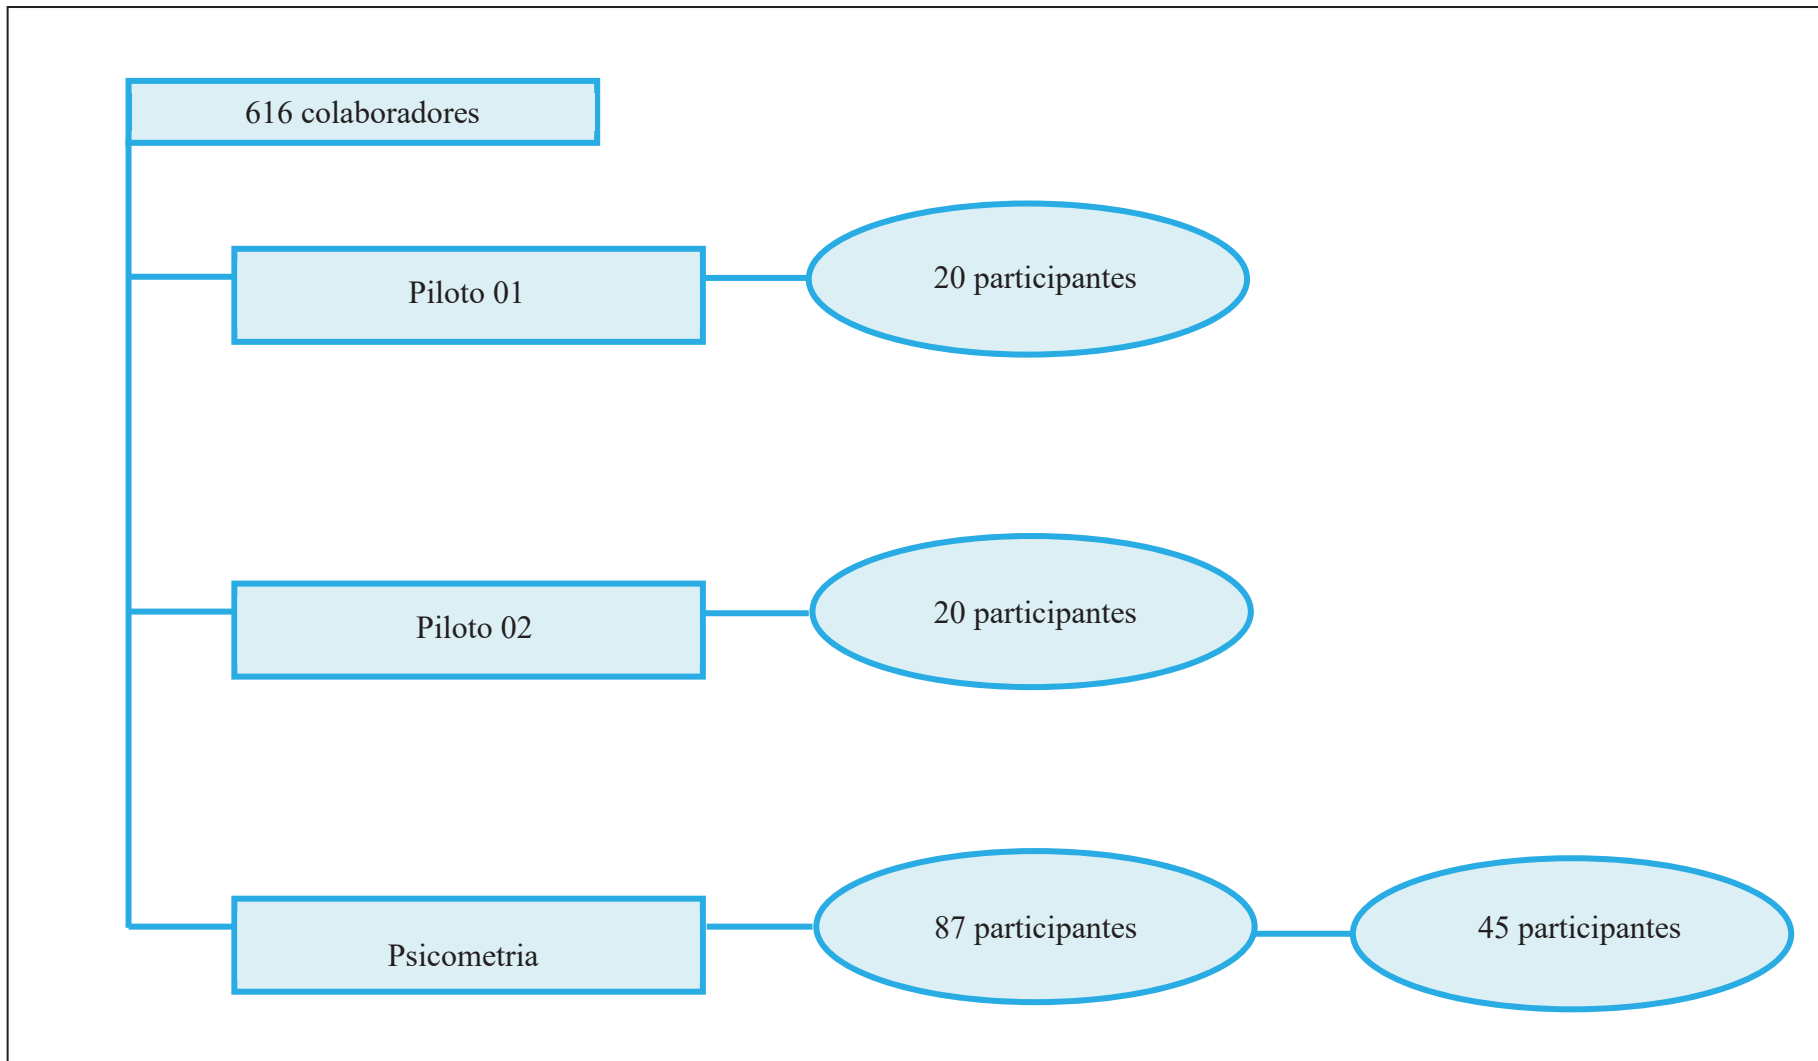 616 colaboradores
Piloto 01
20 participantes
Piloto 02
20 participantes
Psicometria
87 participantes
45 participantes